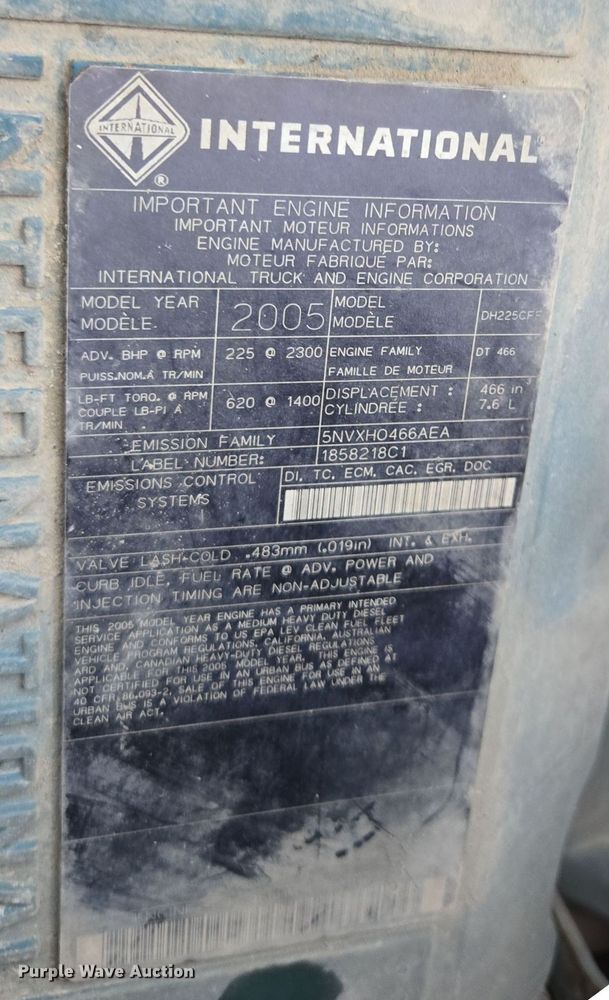 INTERNATIONAL
INTERNATIONAL
INTERNATIONAL
®
IMPORTANT ENGINE INFORMATION
IMPORTANT MOTEUR INFORMATIONS
ENGINE MANUFACTURED BY:
MOTEUR FABRIQUE PAR:
INTERNATIONAL TRUCK AND ENGINE CORPORATION
MODEL YEAR
MODÈLE
2005
MODEL
MODÈLE
DH225CFF
ADV. BHP @ RPM
PUISS.NOM.À TR/MIN
225 @ 2300
ENGINE FAMILY
FAMILLE DE MOTEUR
DT 466
LB-FT TORQ. @ RPM
COUPLE LB-PI À
TR/MIN
620 @ 1400
DISPLACEMENT :
CYLINDRÉE :
466 in³
7.6 L
EMISSION FAMILY
5NVXH0466AEA
LABEL NUMBER:
1858218C1
EMISSIONS CONTROL
SYSTEMS
DI, TC, ECM, CAC, EGR, DOC
VALVE LASH-COLD .483mm (.019in) INT. & EXH.
CURB IDLE, FUEL RATE @ ADV. POWER AND
INJECTION TIMING ARE NON-ADJUSTABLE
THIS 2005 MODEL YEAR ENGINE HAS A PRIMARY INTENDED
SERVICE APPLICATION AS A MEDIUM HEAVY DUTY DIESEL
ENGINE AND CONFORMS TO US EPA LEV CLEAN FUEL FLEET
VEHICLE PROGRAM REGULATIONS, CALIFORNIA, AUSTRALIAN
ARD AND, CANADIAN HEAVY-DUTY DIESEL REGULATIONS
APPLICABLE FOR THIS 2005 MODEL YEAR. THIS ENGINE IS
NOT CERTIFIED FOR USE IN AN URBAN BUS AS DEFINED AT
40 CFR 86.093-2, SALE OF THIS ENGINE FOR USE IN AN
URBAN BUS IS A VIOLATION OF FEDERAL LAW UNDER THE
CLEAN AIR ACT.
Purple Wave Auction